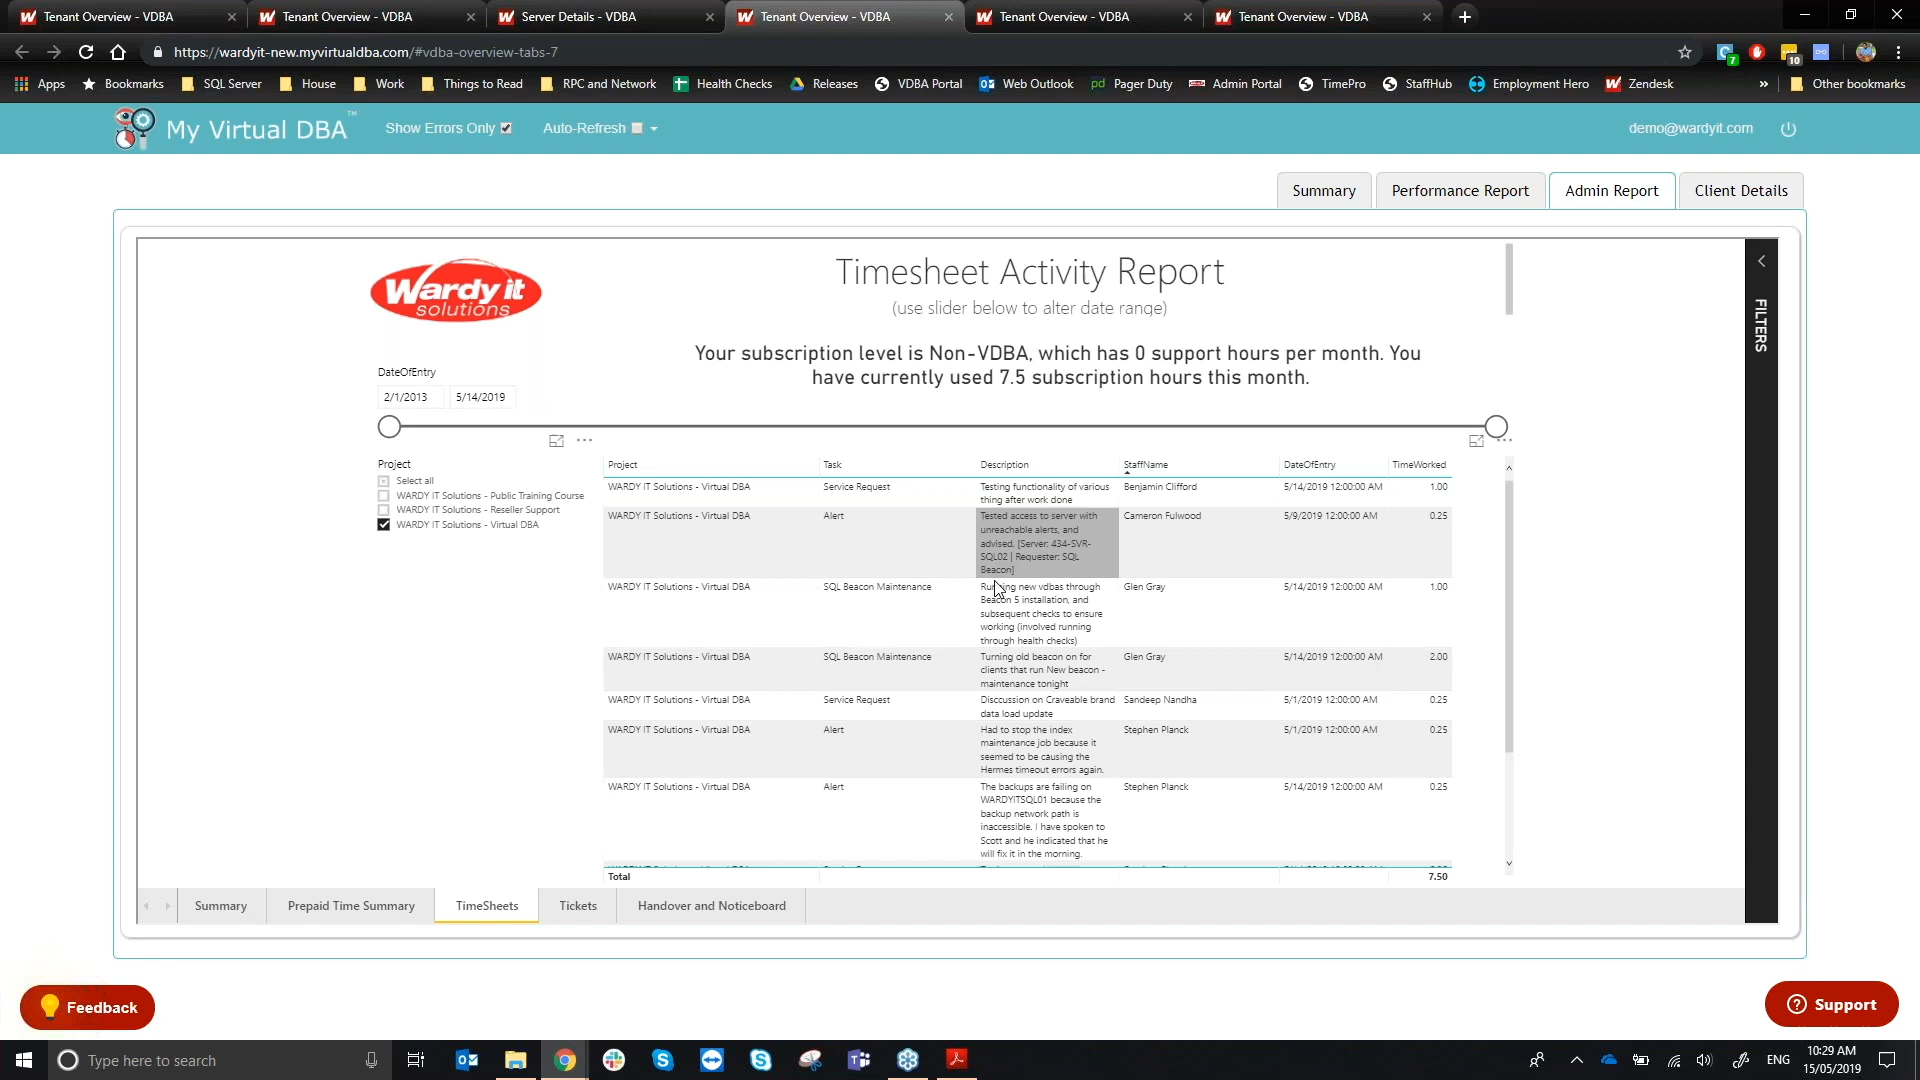 Tenant Overview - VDBA
Tenant Overview - VDBA
Server Details - VDBA
Tenant Overview - VDBA
Tenant Overview - VDBA
Tenant Overview - VDBA
https://wardyit-new.myvirtualdba.com/#vdba-overview-tabs-7
7
10
Apps
Bookmarks
SQL Server
House
Work
Things to Read
RPC and Network
Health Checks
Releases
VDBA Portal
Web Outlook
pd Pager Duty
Admin Portal
TimePro
StaffHub
Employment Hero
Zendesk
»
Other bookmarks
My Virtual DBA™
Show Errors Only
Auto-Refresh
demo@wardyit.com
Summary
Performance Report
Admin Report
Client Details
Wardy it
solutions
Timesheet Activity Report
(use slider below to alter date range)
FILTERS
Your subscription level is Non-VDBA, which has 0 support hours per month. You
have currently used 7.5 subscription hours this month.
DateOfEntry
2/1/2013 5/14/2019
Project
Select all
WARDY IT Solutions - Public Training Course
WARDY IT Solutions - Reseller Support
WARDY IT Solutions - Virtual DBA
Project Task Description StaffName DateOfEntry TimeWorked
WARDY IT Solutions - Virtual DBA Service Request Testing functionality of various Benjamin Clifford 5/14/2019 12:00:00 AM 1.00
thing after work done
WARDY IT Solutions - Virtual DBA Alert Tested access to server with Cameron Fulwood 5/9/2019 12:00:00 AM 0.25
unreachable alerts, and
advised. [Server: 434-SVR-
SQL02 | Requester: SQL
Beacon]
WARDY IT Solutions - Virtual DBA SQL Beacon Maintenance Running new vdbas through Glen Gray 5/14/2019 12:00:00 AM 1.00
Beacon 5 installation, and
subsequent checks to ensure
working (involved running
through health checks)
WARDY IT Solutions - Virtual DBA SQL Beacon Maintenance Turning old beacon on for Glen Gray 5/14/2019 12:00:00 AM 2.00
clients that run New beacon -
maintenance tonight
WARDY IT Solutions - Virtual DBA Service Request Disccussion on Craveable brand Sandeep Nandha 5/1/2019 12:00:00 AM 0.25
data load update
WARDY IT Solutions - Virtual DBA Alert Had to stop the index Stephen Planck 5/1/2019 12:00:00 AM 0.25
maintenance job because it
seemed to be causing the
Hermes timeout errors again.
WARDY IT Solutions - Virtual DBA Alert The backups are failing on Stephen Planck 5/14/2019 12:00:00 AM 0.25
WARDYITSQL01 because the
backup network path is
inaccessible. I have spoken to
Scott and he indicated that he
will fix it in the morning.
Total 7.50
Summary
Prepaid Time Summary
TimeSheets
Tickets
Handover and Noticeboard
Feedback
Support
Type here to search
ENG
10:29 AM
15/05/2019